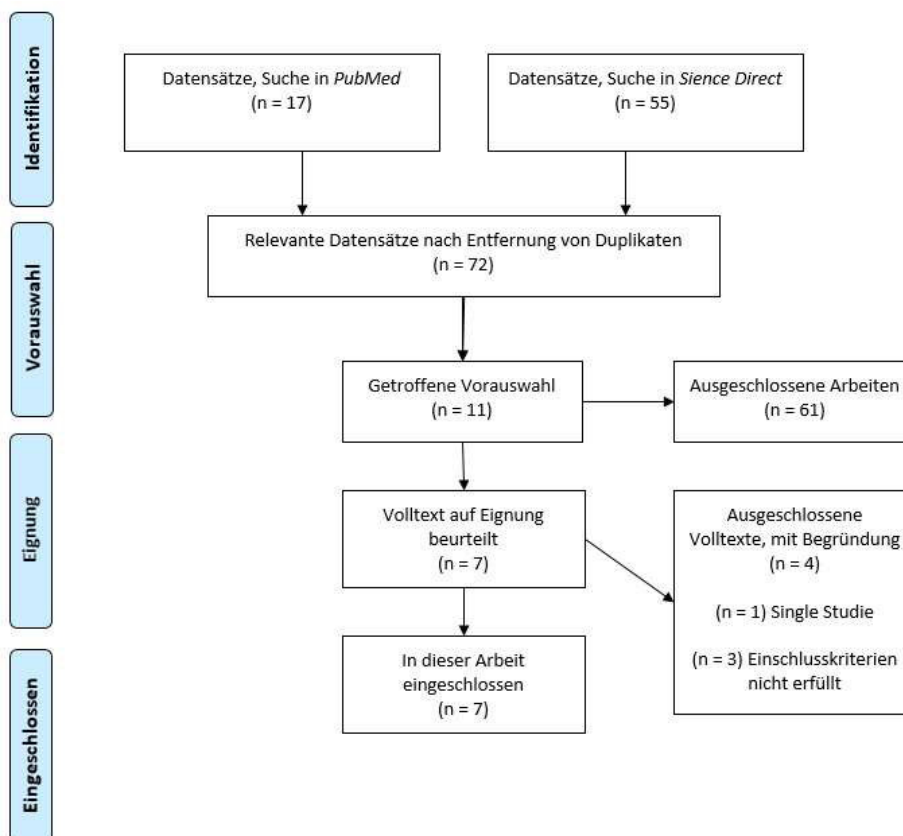 Identifikation
Datensätze, Suche in PubMed
(n = 17)
Datensätze, Suche in Sience Direct
(n = 55)
Vorauswahl
Relevante Datensätze nach Entfernung von Duplikaten
(n = 72)
Getroffene Vorauswahl
(n = 11)
Ausgeschlossene Arbeiten
(n = 61)
Eignung
Volltext auf Eignung
beurteilt
(n = 7)
Ausgeschlossene
Volltexte, mit Begründung
(n = 4)
(n = 1) Single Studie
(n = 3) Einschlusskriterien
nicht erfüllt
Eingeschlossen
In dieser Arbeit
eingeschlossen
(n = 7)